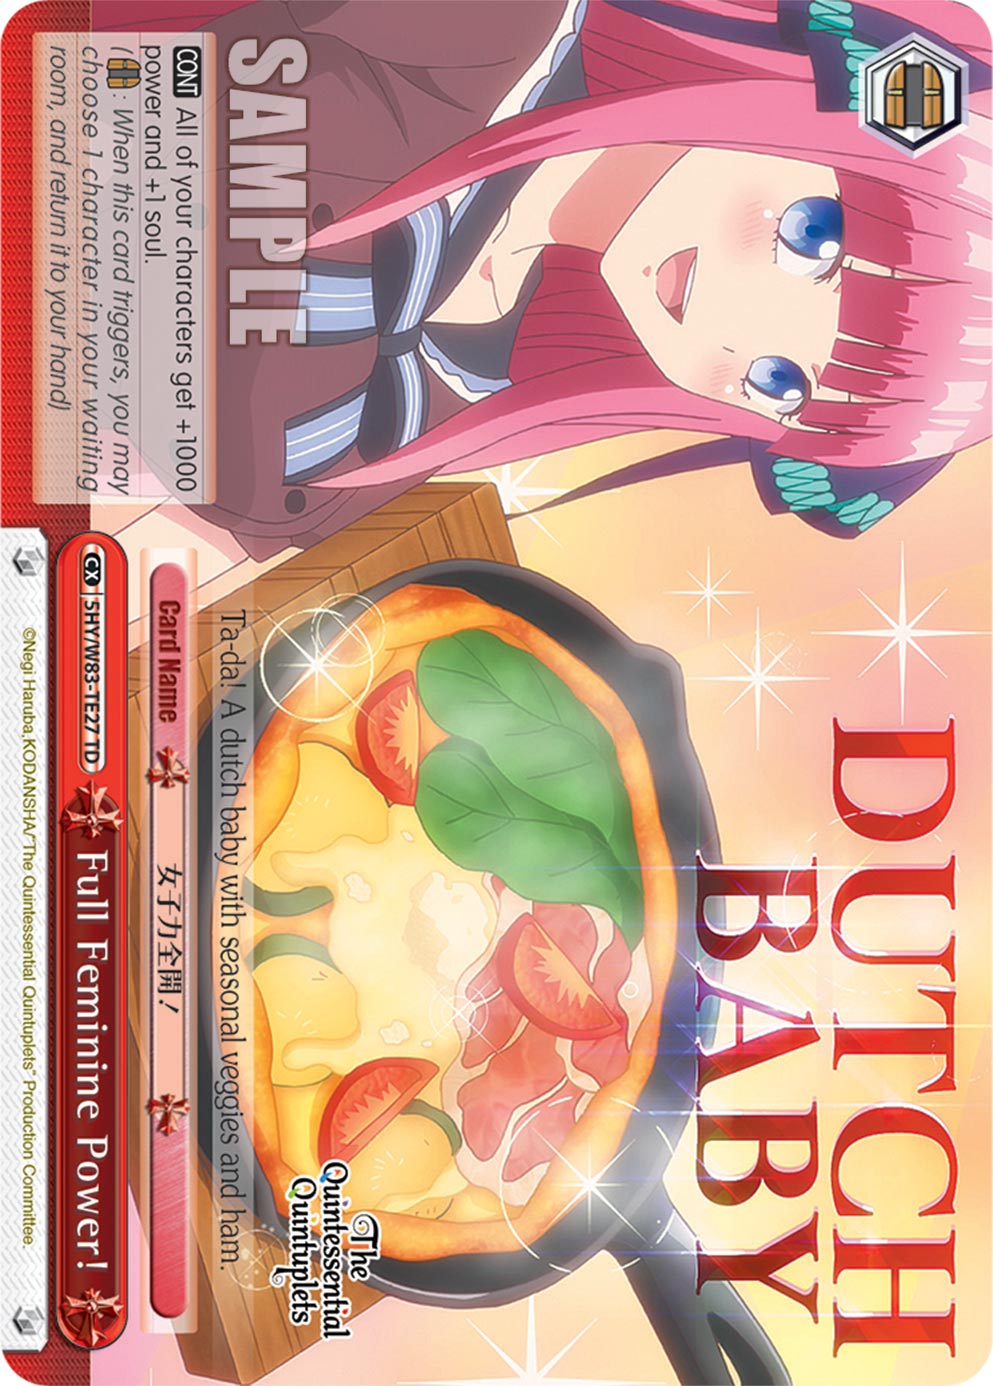 DUTCH
BABY
SAMPLE
CONT All of your characters get +1000
power and +1 soul.
( : When this card triggers, you may
choose 1 character in your waiting
room, and return it to your hand)
Ta-da! A dutch baby with seasonal veggies and ham.
The
Quintessential
Quintuplets
Card Name 女子力全開！
CX 5HY/W83-TE27 TD Full Feminine Power!
©Negi Haruba,KODANSHA/"The Quintessential Quintuplets" Production Committee.